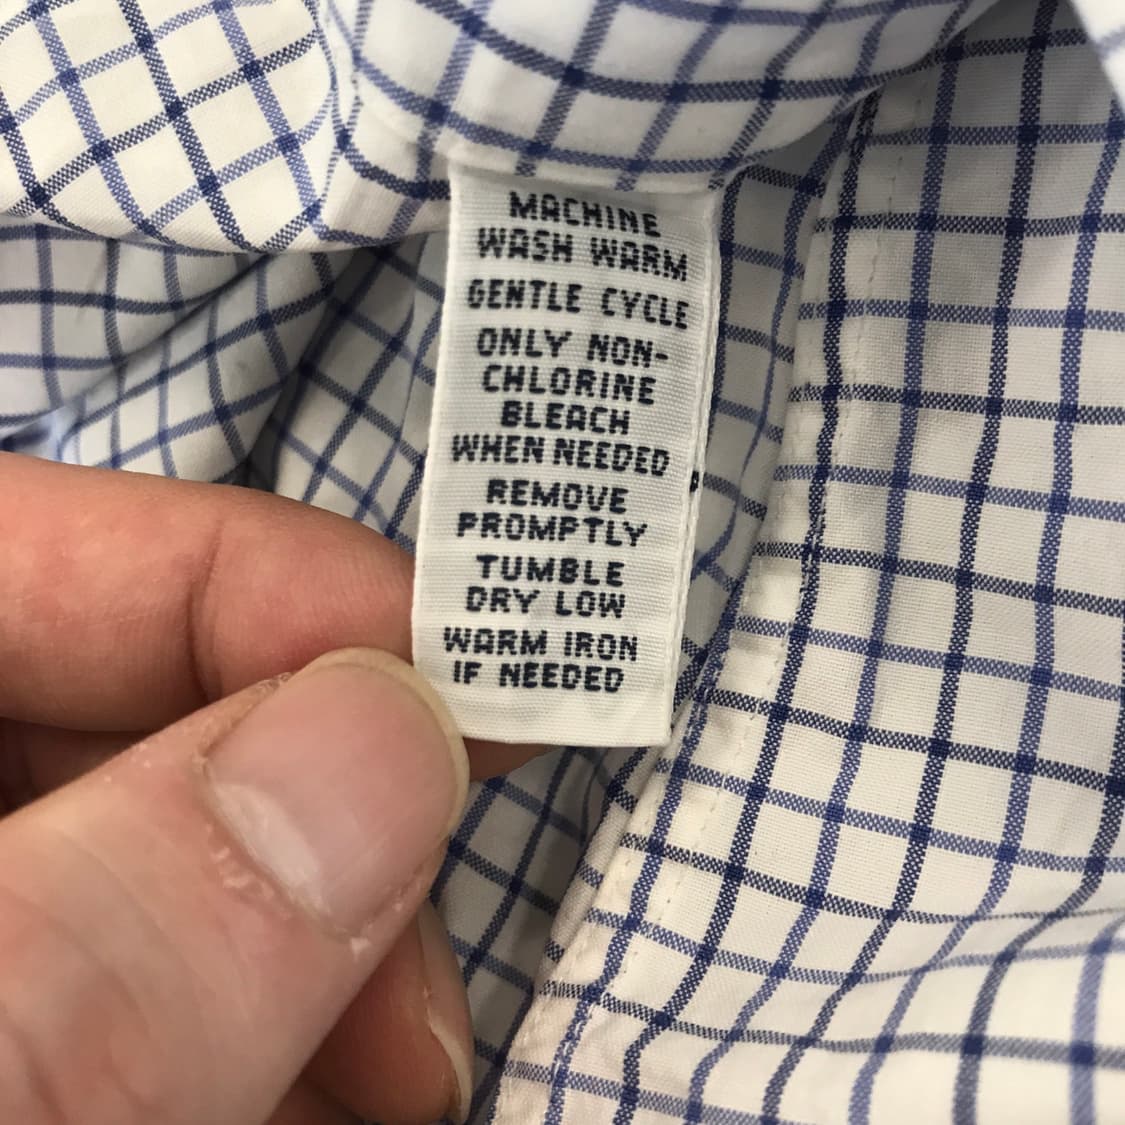 MACHINE
WASH WARM
GENTLE CYCLE
ONLY NON-
CHLORINE
BLEACH
WHEN NEEDED
REMOVE
PROMPTLY
TUMBLE
DRY LOW
WARM IRON
IF NEEDED